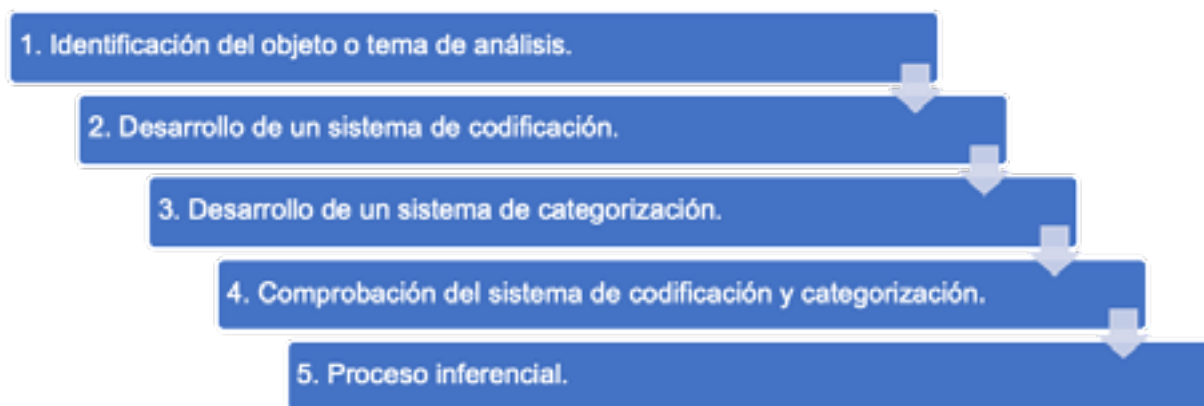 1. Identificación del objeto o tema de análisis.
2. Desarrollo de un sistema de codificación.
3. Desarrollo de un sistema de categorización.
4. Comprobación del sistema de codificación y categorización.
5. Proceso inferencial.